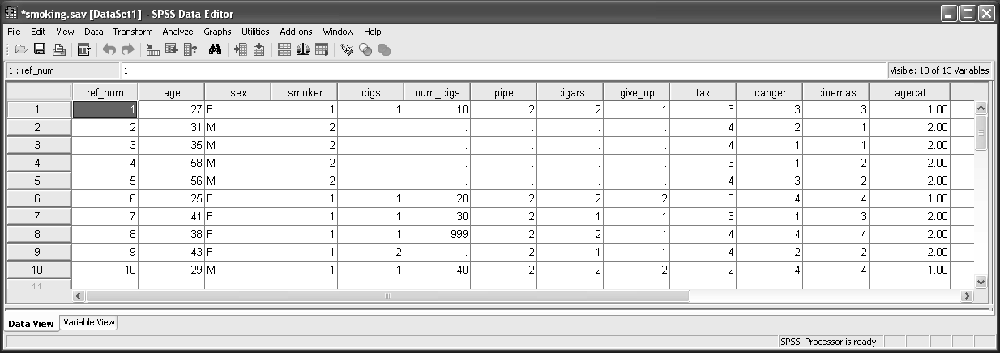 *smoking.sav [DataSet1] - SPSS Data Editor
File Edit View Data Transform Analyze Graphs Utilities Add-ons Window Help
1 : ref_num 1 Visible: 13 of 13 Variables
ref_num age sex smoker cigs num_cigs pipe cigars give_up tax danger cinemas agecat
1 1 27 F 1 1 10 2 2 1 3 3 3 1.00
2 2 31 M 2 . . . . . 4 2 1 2.00
3 3 35 M 2 . . . . . 4 1 1 2.00
4 4 58 M 2 . . . . . 3 1 2 2.00
5 5 56 M 2 . . . . . 4 3 2 2.00
6 6 25 F 1 1 20 2 2 2 3 4 4 1.00
7 7 41 F 1 1 30 2 1 1 3 1 3 2.00
8 8 38 F 1 1 999 2 2 1 4 4 4 2.00
9 9 43 F 1 2 . 2 1 1 4 2 2 2.00
10 10 29 M 1 1 40 2 2 2 2 4 4 1.00
11
Data View Variable View
SPSS Processor is ready